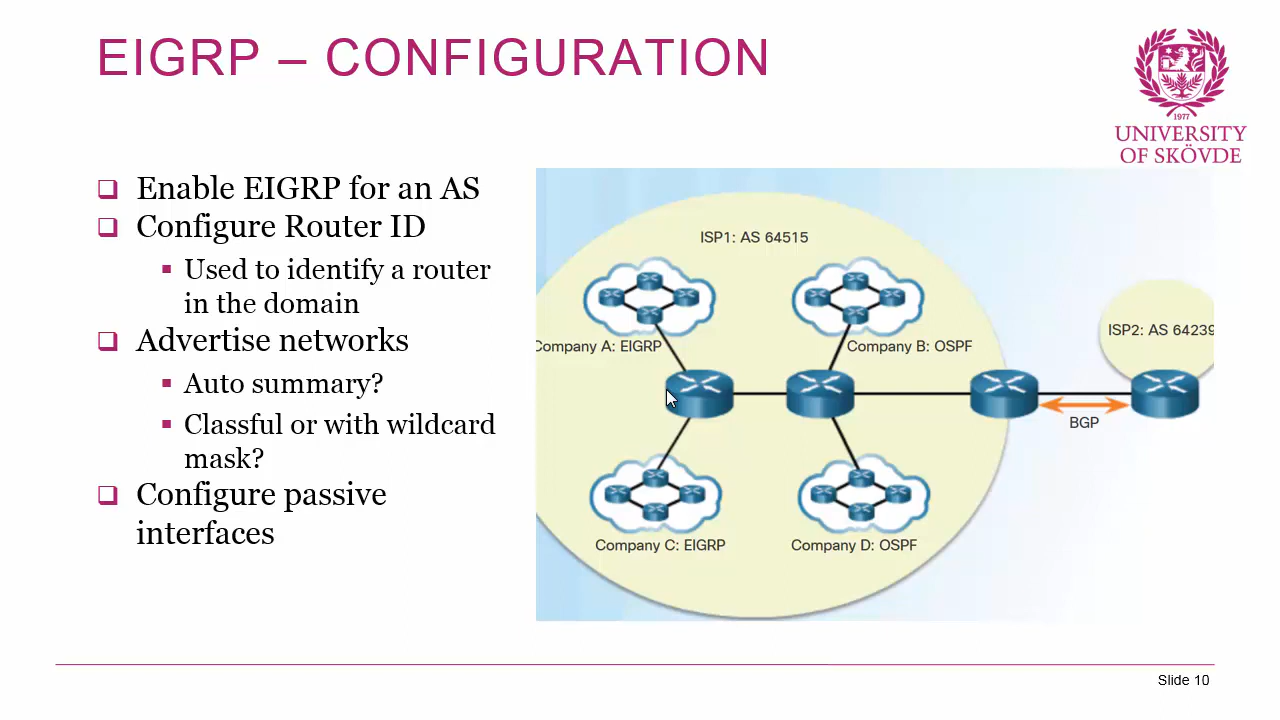 EIGRP – CONFIGURATION
1977
UNIVERSITY
OF SKÖVDE
Enable EIGRP for an AS
Configure Router ID
Used to identify a router
in the domain
Advertise networks
Auto summary?
Classful or with wildcard
mask?
Configure passive
interfaces
ISP1: AS 64515
Company A: EIGRP
Company B: OSPF
ISP2: AS 64239
BGP
Company C: EIGRP
Company D: OSPF
Slide 10